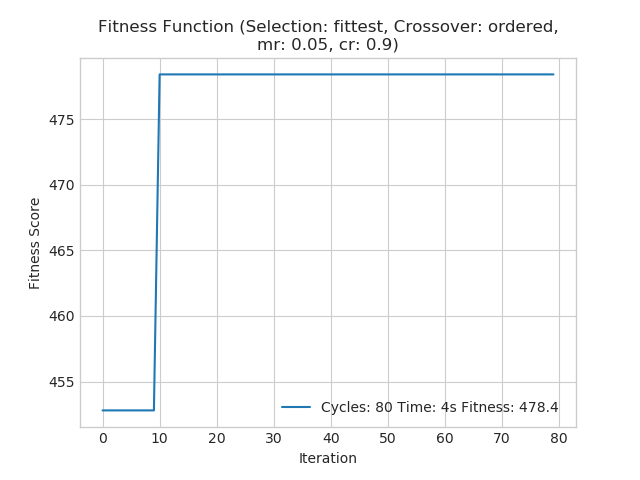 Fitness Function (Selection: fittest, Crossover: ordered,
mr: 0.05, cr: 0.9)
Fitness Score
475
470
465
460
455
Cycles: 80 Time: 4s Fitness: 478.4
0 10 20 30 40 50 60 70 80
Iteration